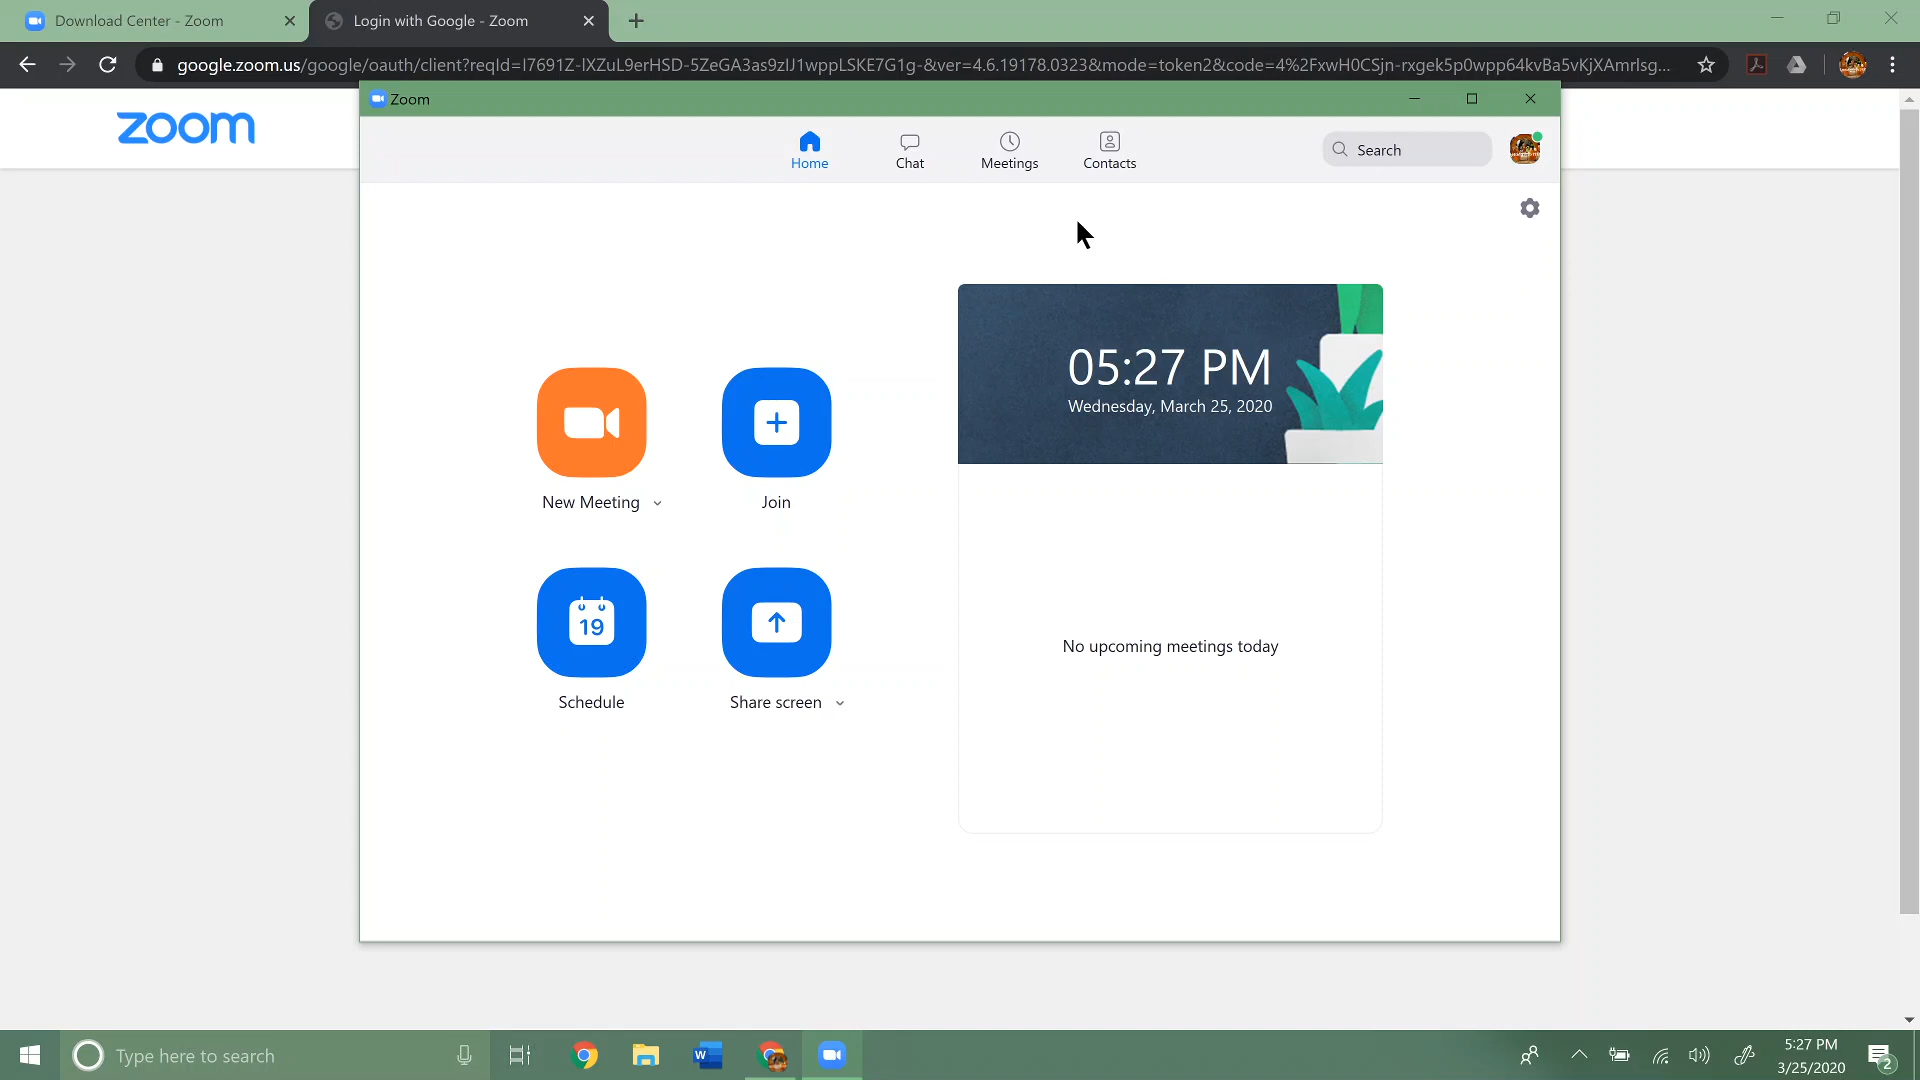 Download Center - Zoom
Login with Google - Zoom
google.zoom.us/google/oauth/client?reqId=I7691Z-IXZuL9erHSD-5ZeGA3as9zIJ1wppLSKE7G1g-&ver=4.6.19178.0323&mode=token2&code=4%2FxwH0CSjn-rxgek5p0wpp64kvBa5vKjXAmrlsg...
zoom
Zoom
Home
Chat
Meetings
Contacts
Search
05:27 PM
Wednesday, March 25, 2020
New Meeting
Join
19
Schedule
Share screen
No upcoming meetings today
Type here to search
W
5:27 PM
3/25/2020
2